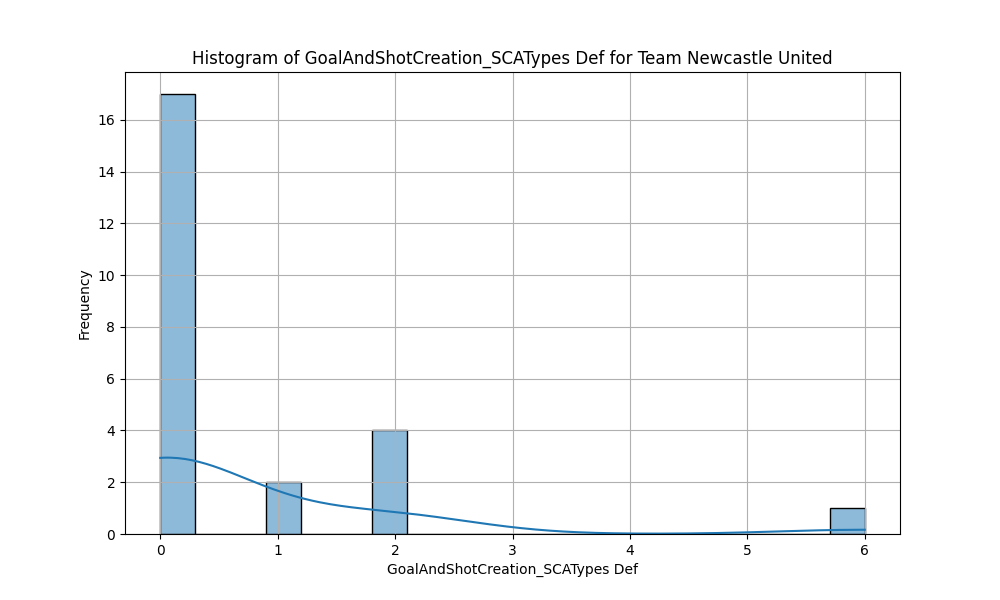 Histogram of GoalAndShotCreation_SCATypes Def for Team Newcastle United
16
14
12
10
8
6
4
2
0
Frequency
0 1 2 3 4 5 6
GoalAndShotCreation_SCATypes Def